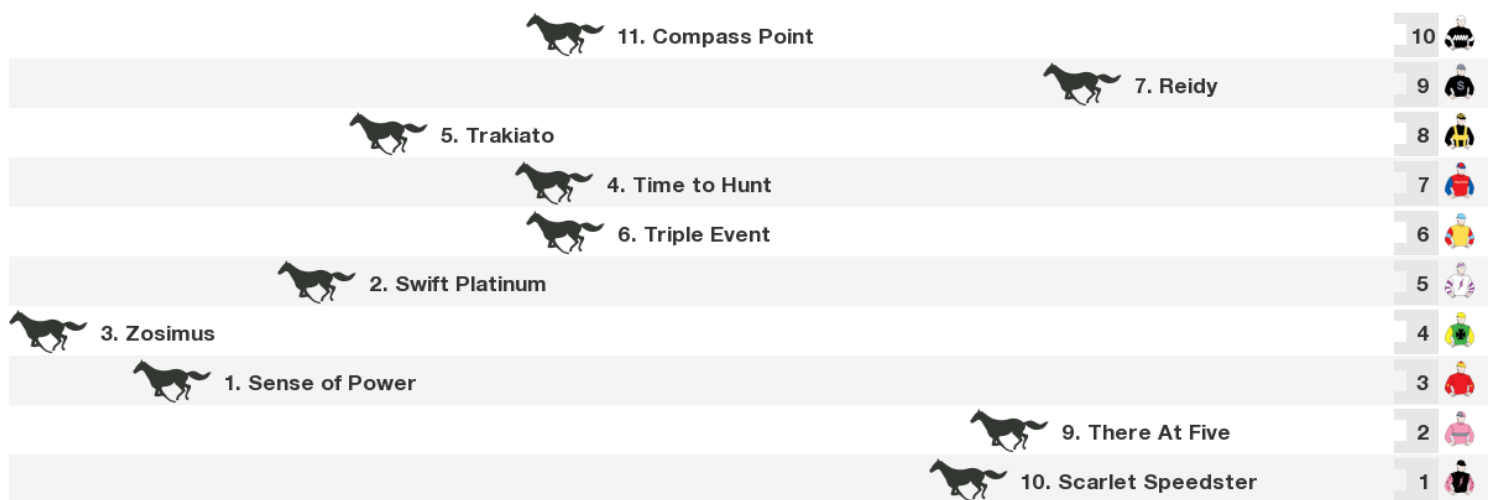 11. Compass Point 10
7. Reidy 9 S
5. Trakiato 8
4. Time to Hunt 7
6. Triple Event 6
2. Swift Platinum 5
3. Zosimus 4
1. Sense of Power 3
9. There At Five 2
10. Scarlet Speedster 1